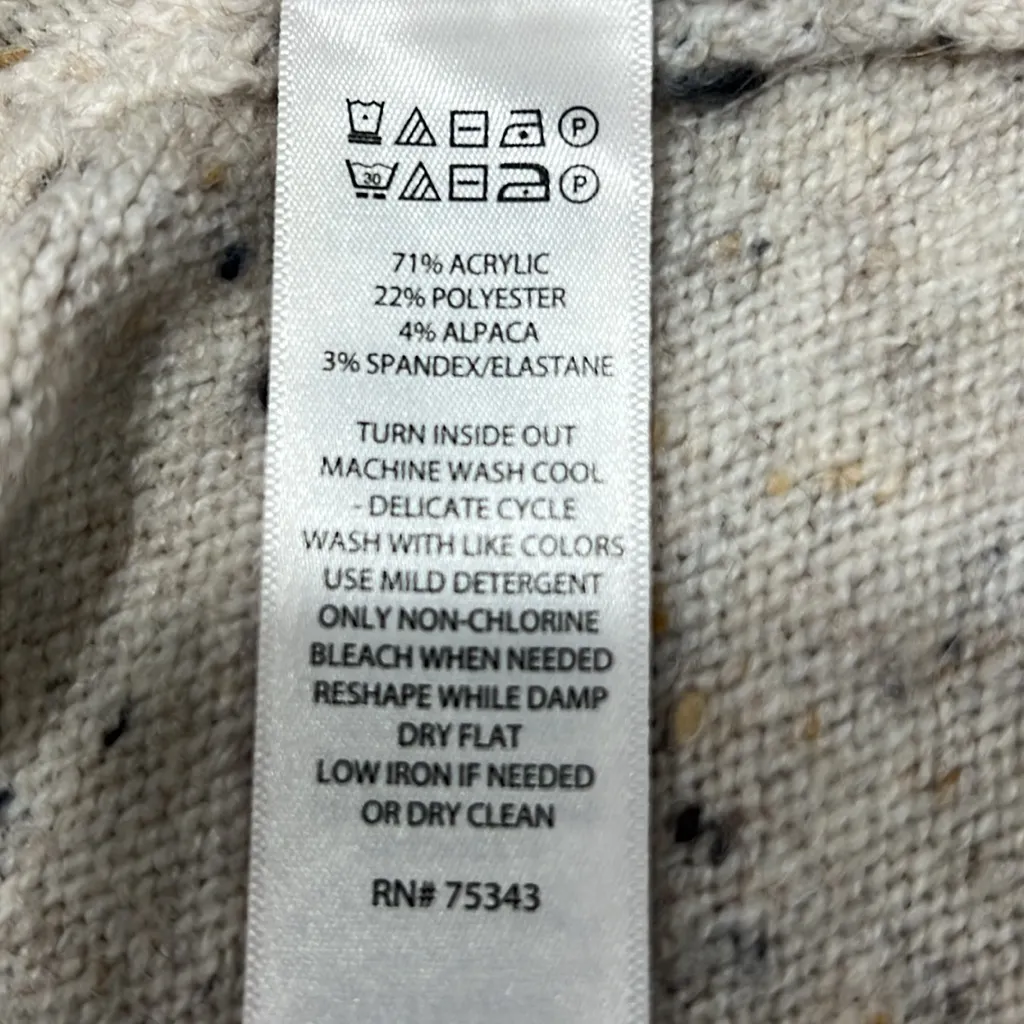 P
30 P
71% ACRYLIC
22% POLYESTER
4% ALPACA
3% SPANDEX/ELASTANE
TURN INSIDE OUT
MACHINE WASH COOL
- DELICATE CYCLE
WASH WITH LIKE COLORS
USE MILD DETERGENT
ONLY NON-CHLORINE
BLEACH WHEN NEEDED
RESHAPE WHILE DAMP
DRY FLAT
LOW IRON IF NEEDED
OR DRY CLEAN
RN# 75343